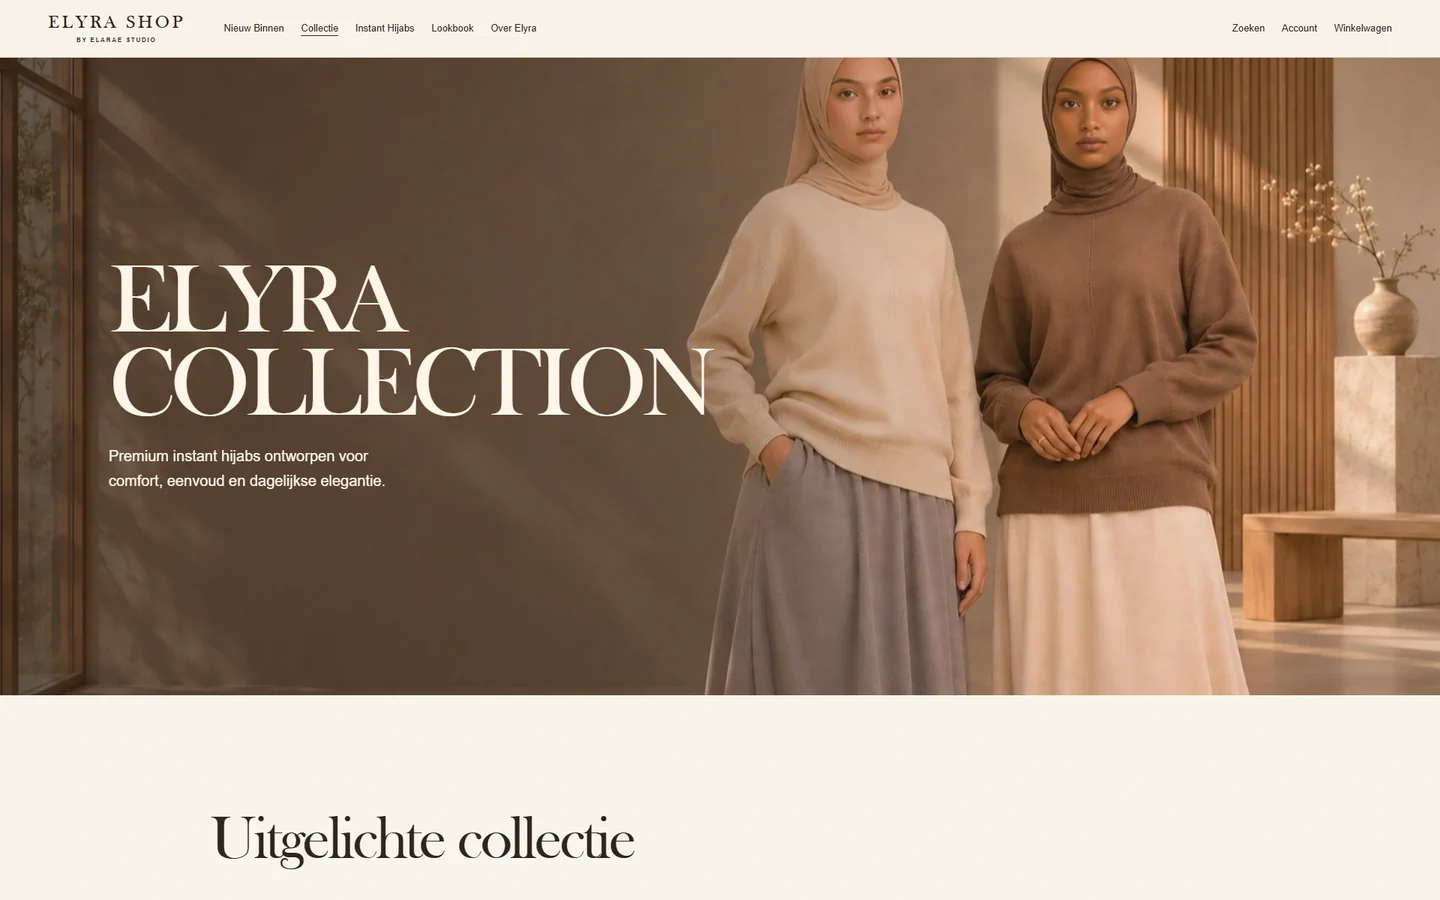 ELYRA SHOP
BY ELARAE STUDIO
Nieuw Binnen
Collectie
Instant Hijabs
Lookbook
Over Elyra
Zoeken
Account
Winkelwagen
ELYRA
COLLECTION
Premium instant hijabs ontworpen voor
comfort, eenvoud en dagelijkse elegantie.
Uitgelichte collectie